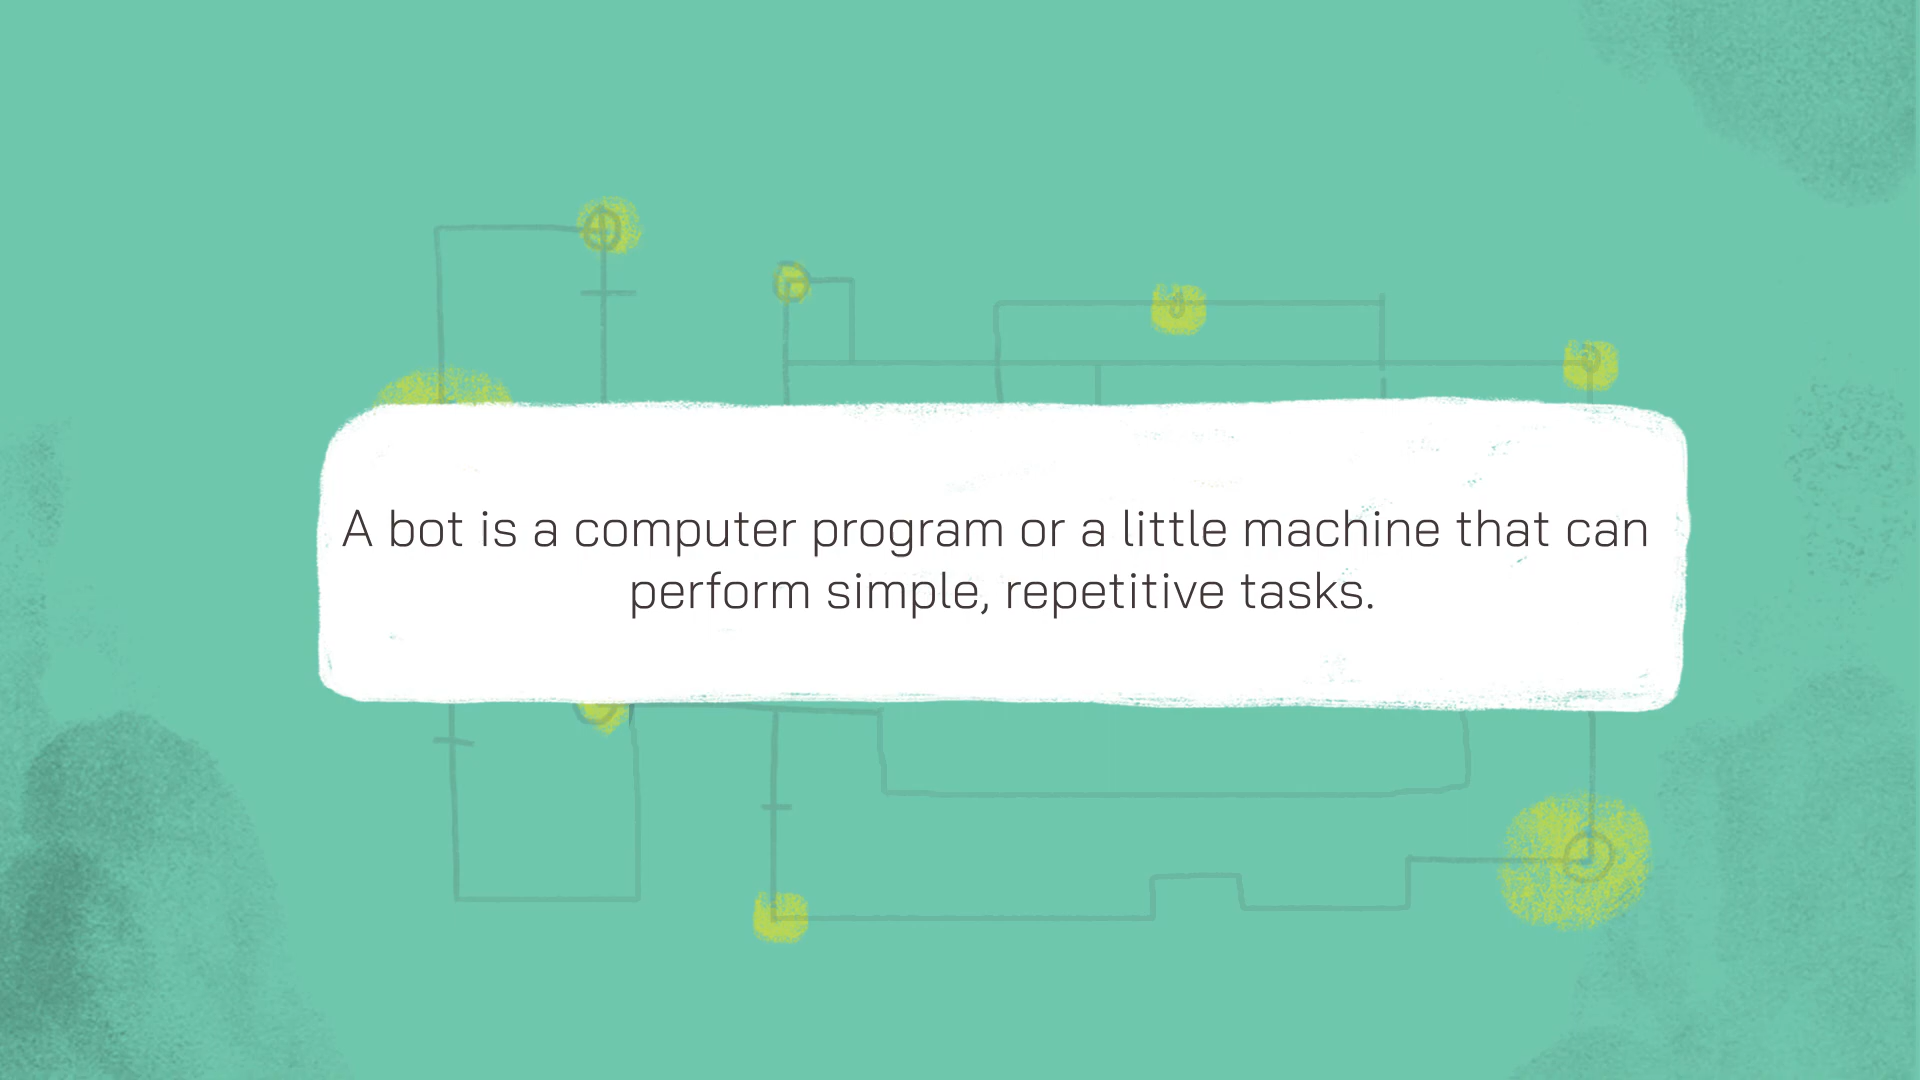 A bot is a computer program or a little machine that can
perform simple, repetitive tasks.